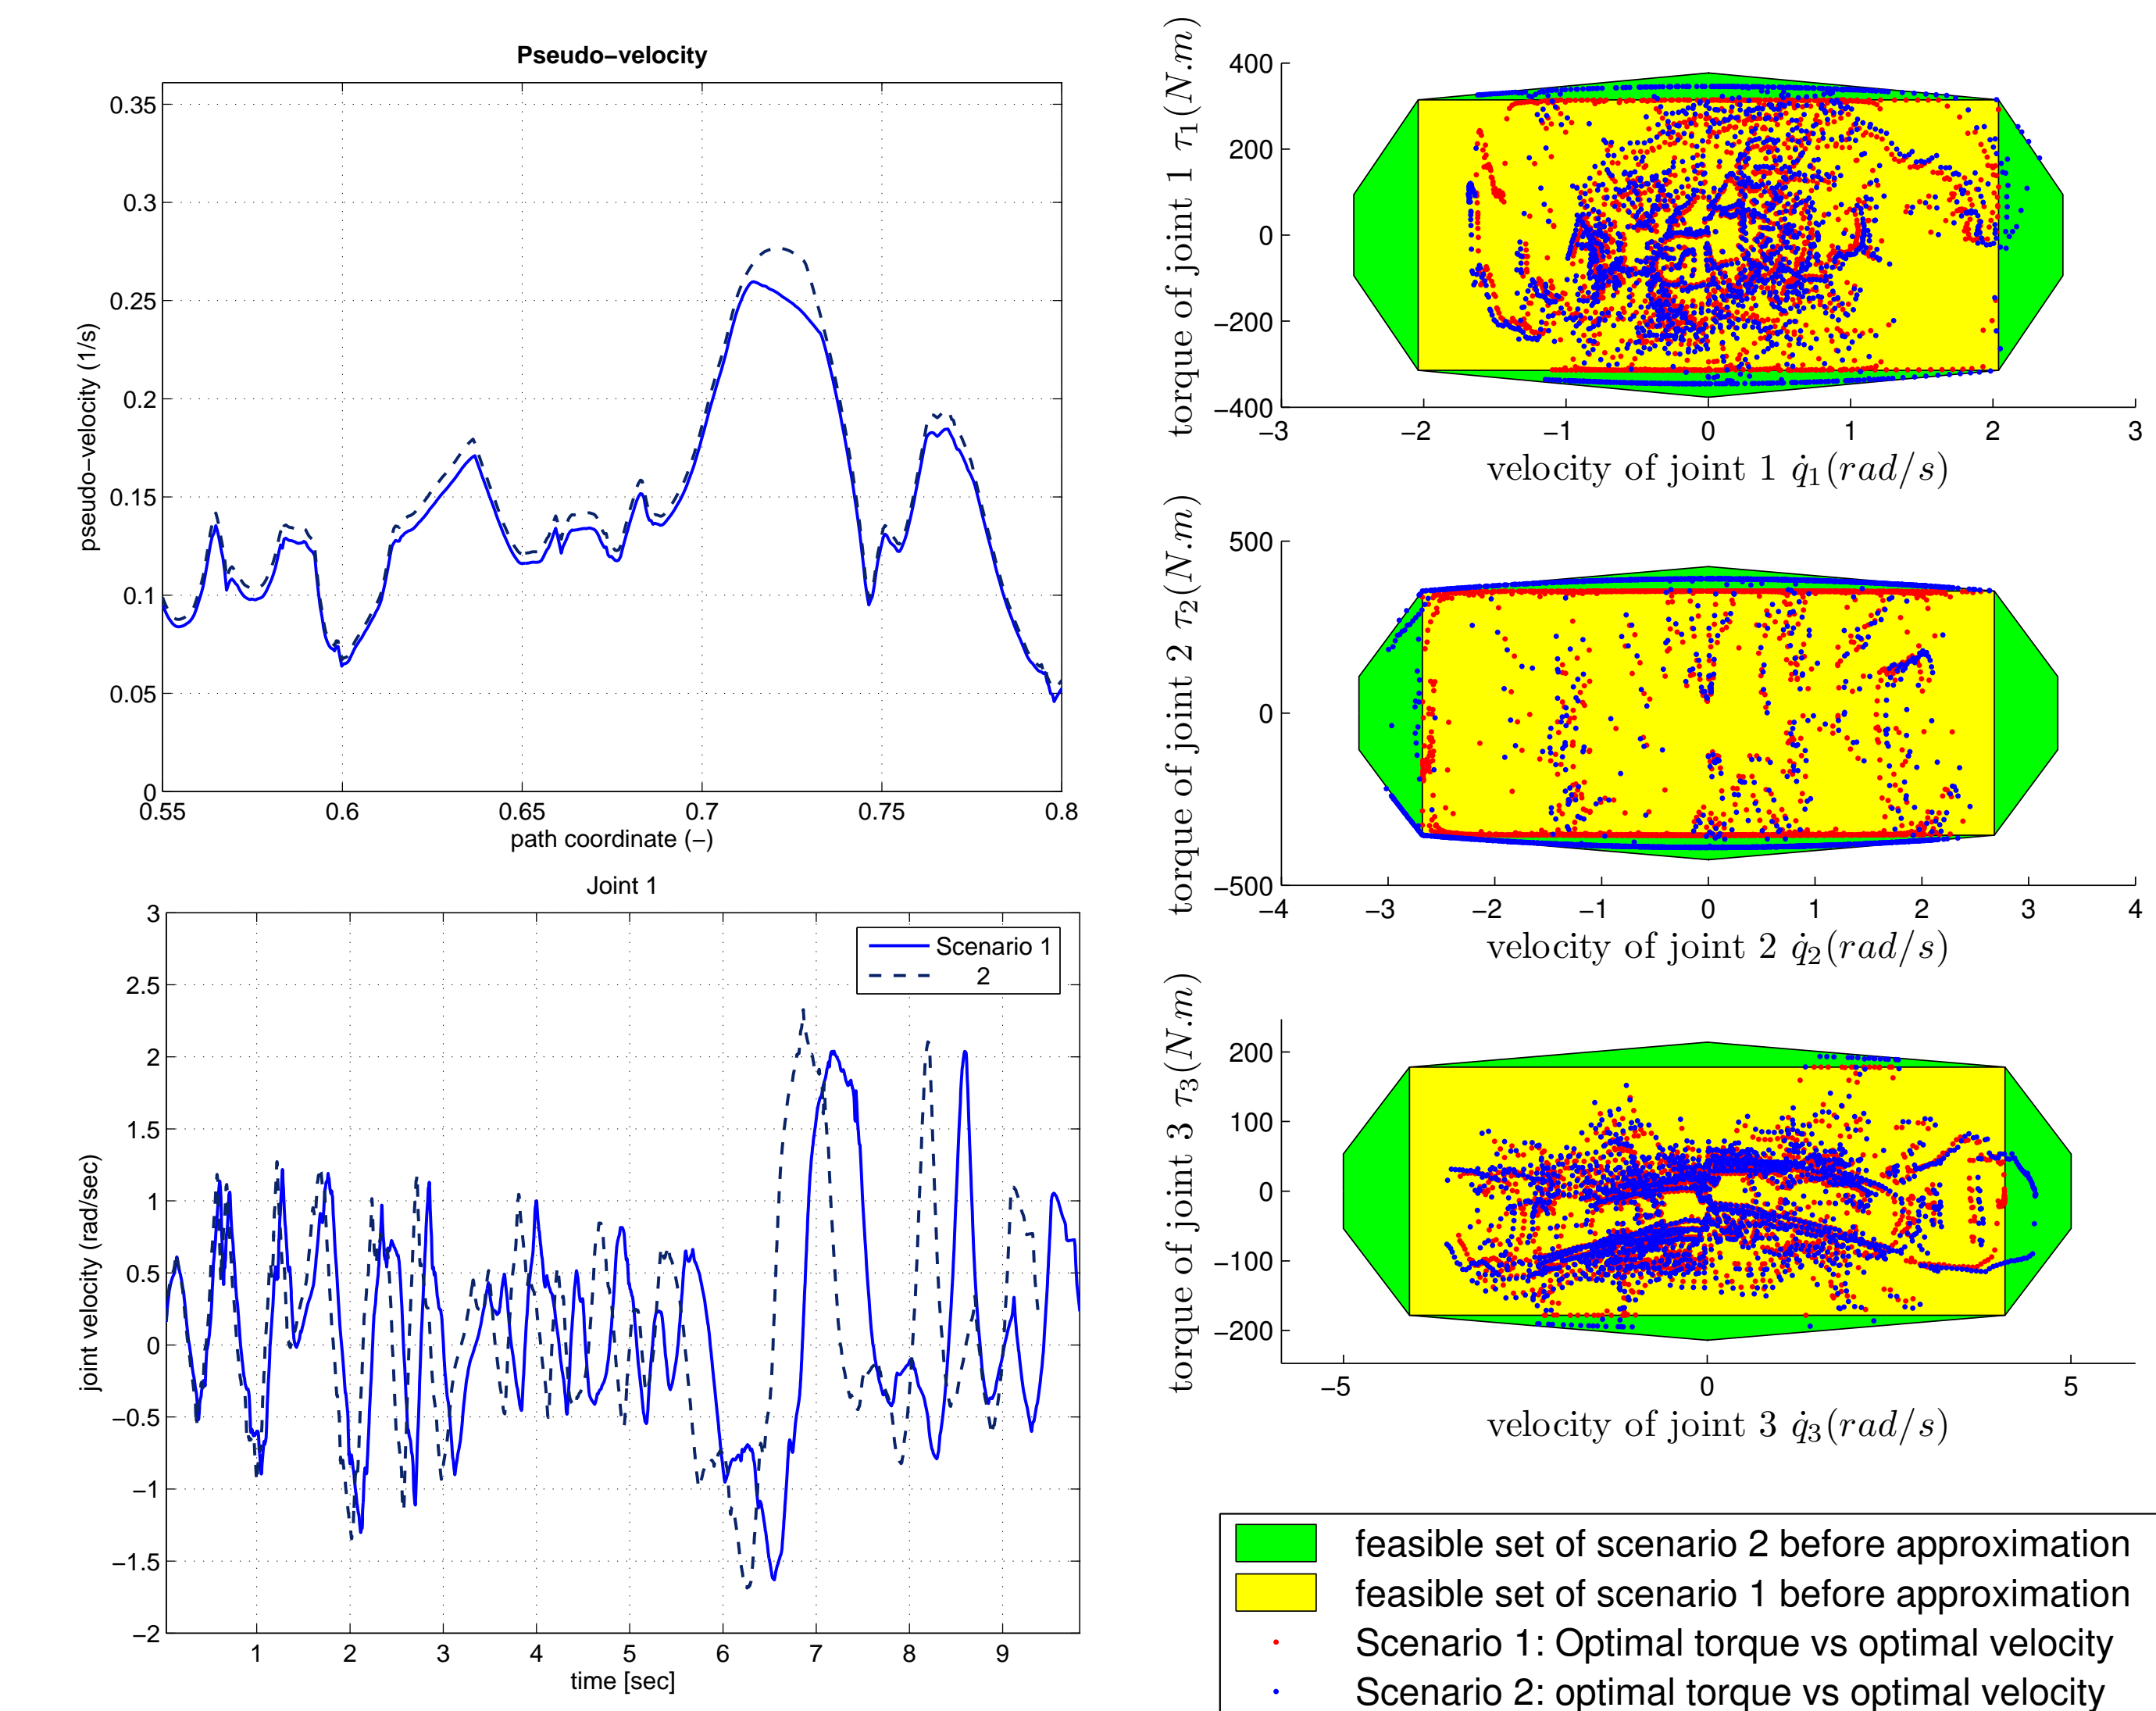 Pseudo−velocity
pseudo−velocity (1/s)
0.35
0.3
0.25
0.2
0.15
0.1
0.05
0
0.55 0.6 0.65 0.7 0.75 0.8
path coordinate (−)
Joint 1
joint velocity (rad/sec)
Scenario 1
2
3
2.5
2
1.5
1
0.5
0
−0.5
−1
−1.5
−2
1 2 3 4 5 6 7 8 9
time [sec]
torque of joint 1 τ1(N.m)
400
200
0
−200
−400
−3 −2 −1 0 1 2 3
velocity of joint 1 q̇1(rad/s)
torque of joint 2 τ2(N.m)
500
0
−500
−4 −3 −2 −1 0 1 2 3 4
velocity of joint 2 q̇2(rad/s)
torque of joint 3 τ3(N.m)
200
100
0
−100
−200
−5 0 5
velocity of joint 3 q̇3(rad/s)
feasible set of scenario 2 before approximation
feasible set of scenario 1 before approximation
Scenario 1: Optimal torque vs optimal velocity
Scenario 2: optimal torque vs optimal velocity